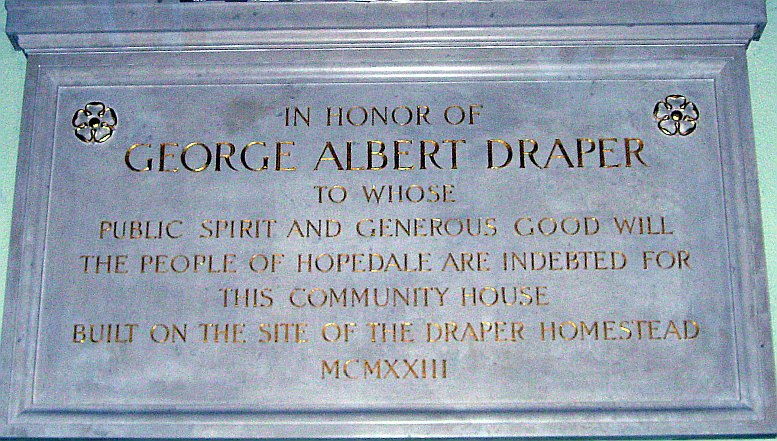 IN HONOR OF
GEORGE ALBERT DRAPER
TO WHOSE
PUBLIC SPIRIT AND GENEROUS GOOD WILL
THE PEOPLE OF HOPEDALE ARE INDEBTED FOR
THIS COMMUNITY HOUSE
BUILT ON THE SITE OF THE DRAPER HOMESTEAD
MCMXXIII